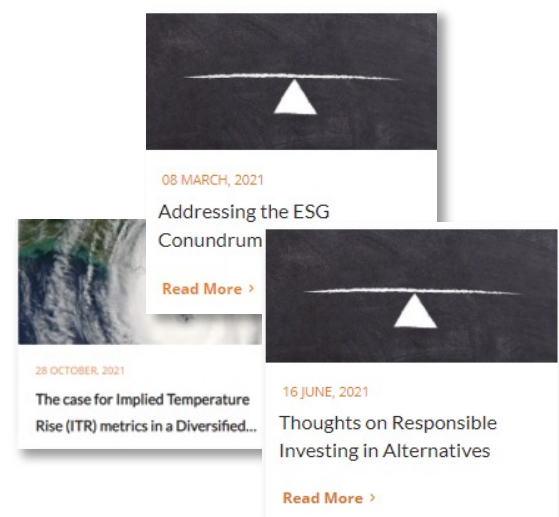 08 MARCH, 2021
Addressing the ESG
Conundrum
Read More >
28 OCTOBER, 2021
The case for Implied Temperature
Rise (ITR) metrics in a Diversified...
16 JUNE, 2021
Thoughts on Responsible
Investing in Alternatives
Read More >